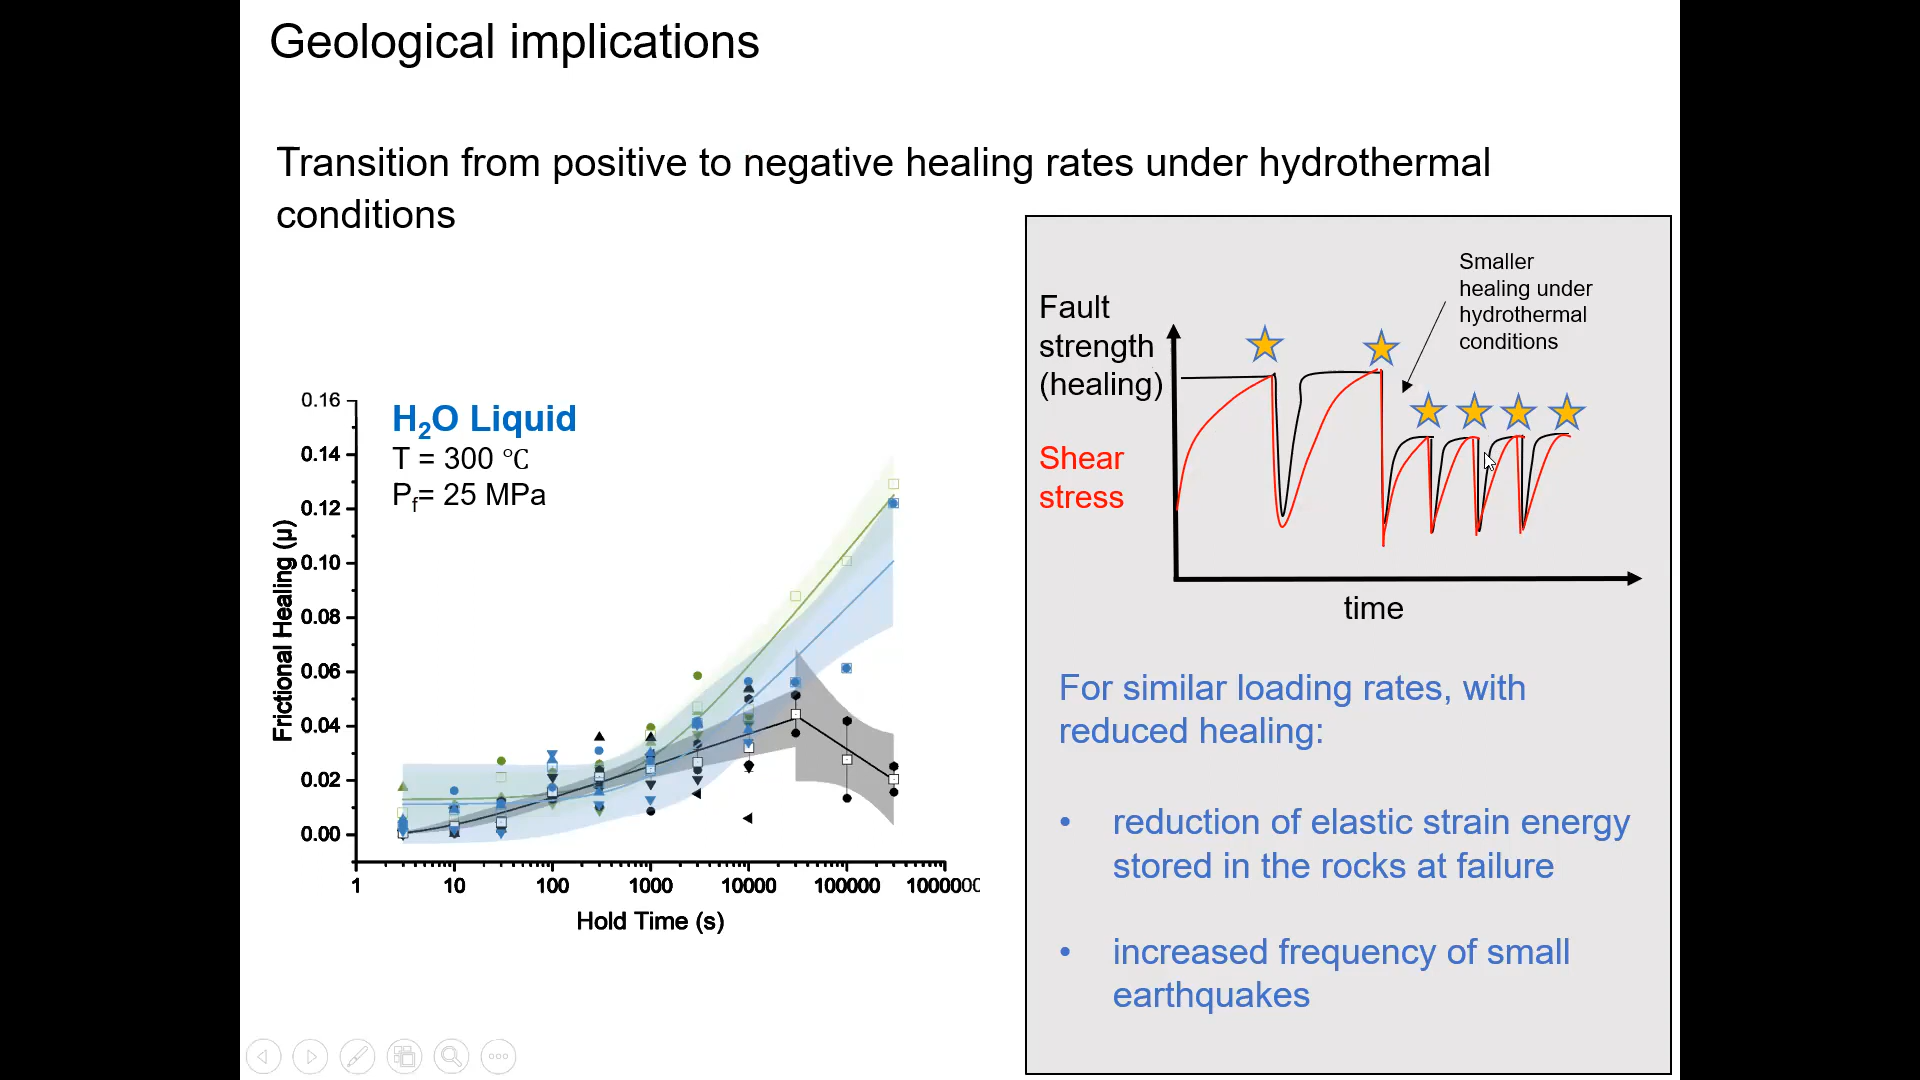 Geological implications
Transition from positive to negative healing rates under hydrothermal
conditions
Smaller
healing under
hydrothermal
conditions
Fault
strength
(healing)
Shear
stress
time
0.16
0.14
0.12
0.10
0.08
0.06
0.04
0.02
0.00
Frictional Healing (μ)
H₂O Liquid
T = 300 °C
Pf= 25 MPa
1 10 100 1000 10000 100000 1000000
Hold Time (s)
For similar loading rates, with
reduced healing:
• reduction of elastic strain energy
stored in the rocks at failure
• increased frequency of small
earthquakes